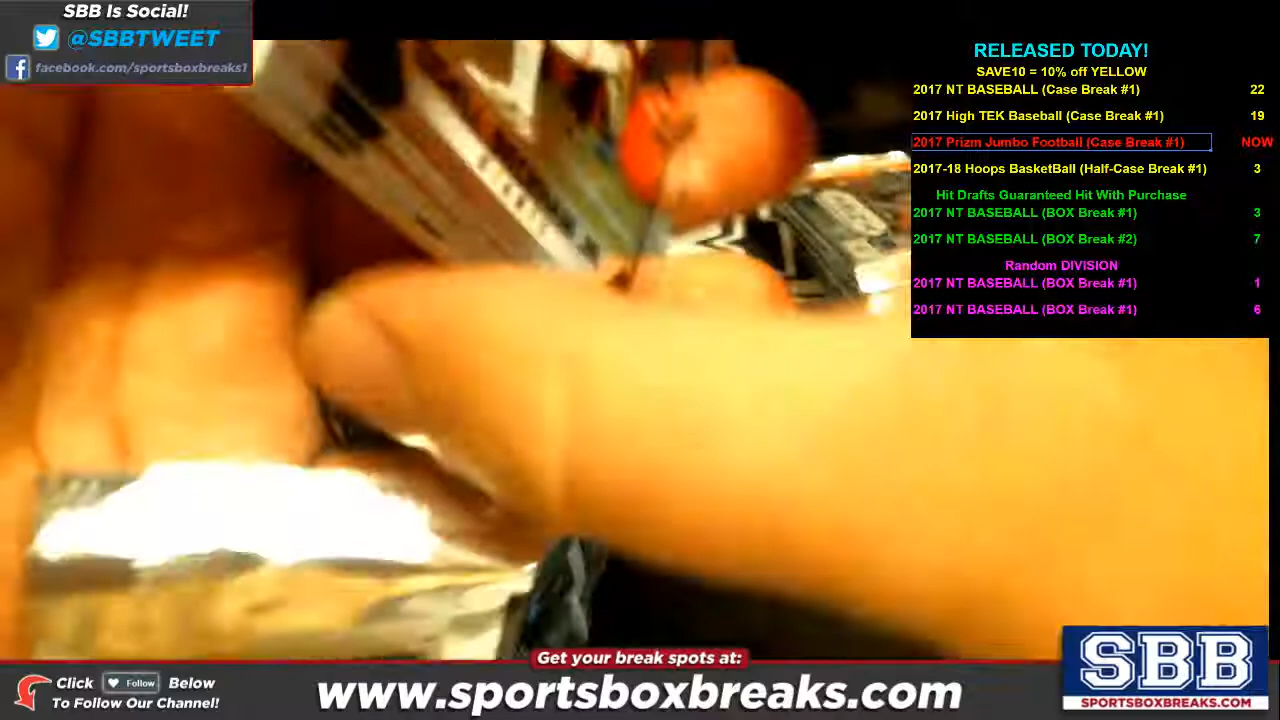 SBB Is Social!
@SBBTWEET
facebook.com/sportsboxbreaks1
RELEASED TODAY!
SAVE10 = 10% off YELLOW
2017 NT BASEBALL (Case Break #1) 22
2017 High TEK Baseball (Case Break #1) 19
2017 Prizm Jumbo Football (Case Break #1) NOW
2017-18 Hoops BasketBall (Half-Case Break #1) 3
Hit Drafts Guaranteed Hit With Purchase
2017 NT BASEBALL (BOX Break #1) 3
2017 NT BASEBALL (BOX Break #2) 7
Random DIVISION
2017 NT BASEBALL (BOX Break #1) 1
2017 NT BASEBALL (BOX Break #1) 6
Get your break spots at:
Click Follow Below
To Follow Our Channel!
www.sportsboxbreaks.com
SBB
SPORTSBOXBREAKS.COM